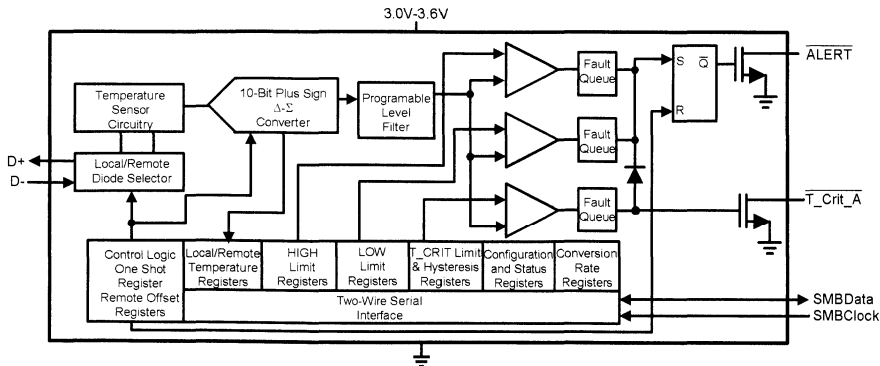 3.0V-3.6V
Temperature
Sensor
Circuitry
10-Bit Plus Sign
Δ-Σ
Converter
Programable
Level
Filter
Fault
Queue
Fault
Queue
Fault
Queue
S
Q
R
ALERT
D+
D-
Local/Remote
Diode Selector
T_Crit_A
Control Logic
One Shot
Register
Remote Offset
Registers
Local/Remote
Temperature
Registers
HIGH
Limit
Registers
LOW
Limit
Registers
T_CRIT Limit
& Hysteresis
Registers
Configuration
and Status
Registers
Conversion
Rate
Registers
Two-Wire Serial
Interface
SMBData
SMBClock